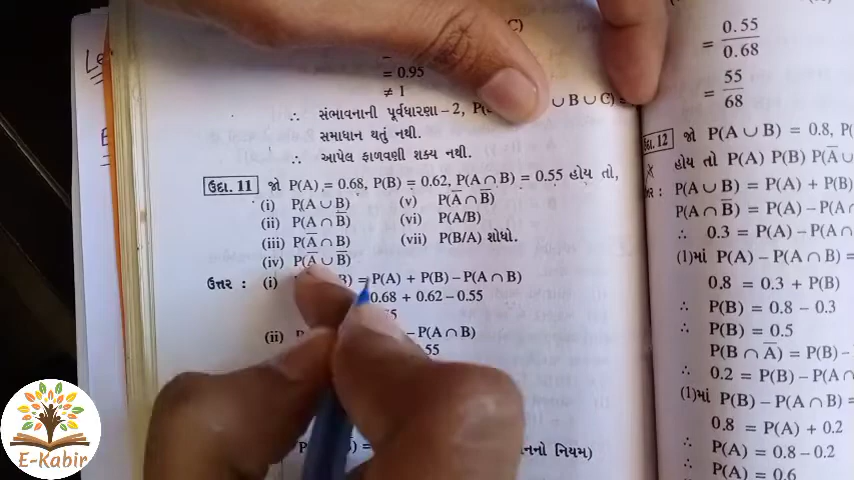 C)
= 0.95
≠ 1
∴ સંભાવનાની પૂર્વધારણા – 2, P( ∪ B ∪ C) =
સમાધાન થતું નથી.
∴ આપેલ ફાળવણી શક્ય નથી.
ઉદા. 11 જો P(A) = 0.68, P(B) = 0.62, P(A ∩ B) = 0.55 હોય તો,
(i) P(A ∪ B) (v) P(A̅ ∩ B̅)
(ii) P(A ∩ B̅) (vi) P(A/B)
(iii) P(A̅ ∩ B) (vii) P(B/A) શોધો.
(iv) P(A̅ ∪ B̅)
ઉત્તર : (i) B) = P(A) + P(B) – P(A ∩ B)
0.68 + 0.62 – 0.55
(ii) – P(A ∩ B)
નો નિયમ)
= 0.55 / 0.68
= 55 / 68
ઉદા. 12 જો P(A ∪ B) = 0.8,
હોય તો P(A) P(B) P(A̅ ∪
P(A ∪ B) = P(A) + P(B)
P(A ∩ B̅) = P(A) – P(A
∴ 0.3 = P(A) – P(A
(1)માં P(A) – P(A ∩ B) =
0.8 = 0.3 + P(B)
∴ P(B) = 0.8 – 0.3
∴ P(B) = 0.5
P(B ∩ A̅) = P(B) –
∴ 0.2 = P(B) – P(A
(1)માં P(B) – P(A ∩ B) =
0.8 = P(A) + 0.2
∴ P(A) = 0.8 – 0.2
∴ P(A) = 0.6
E-Kabir